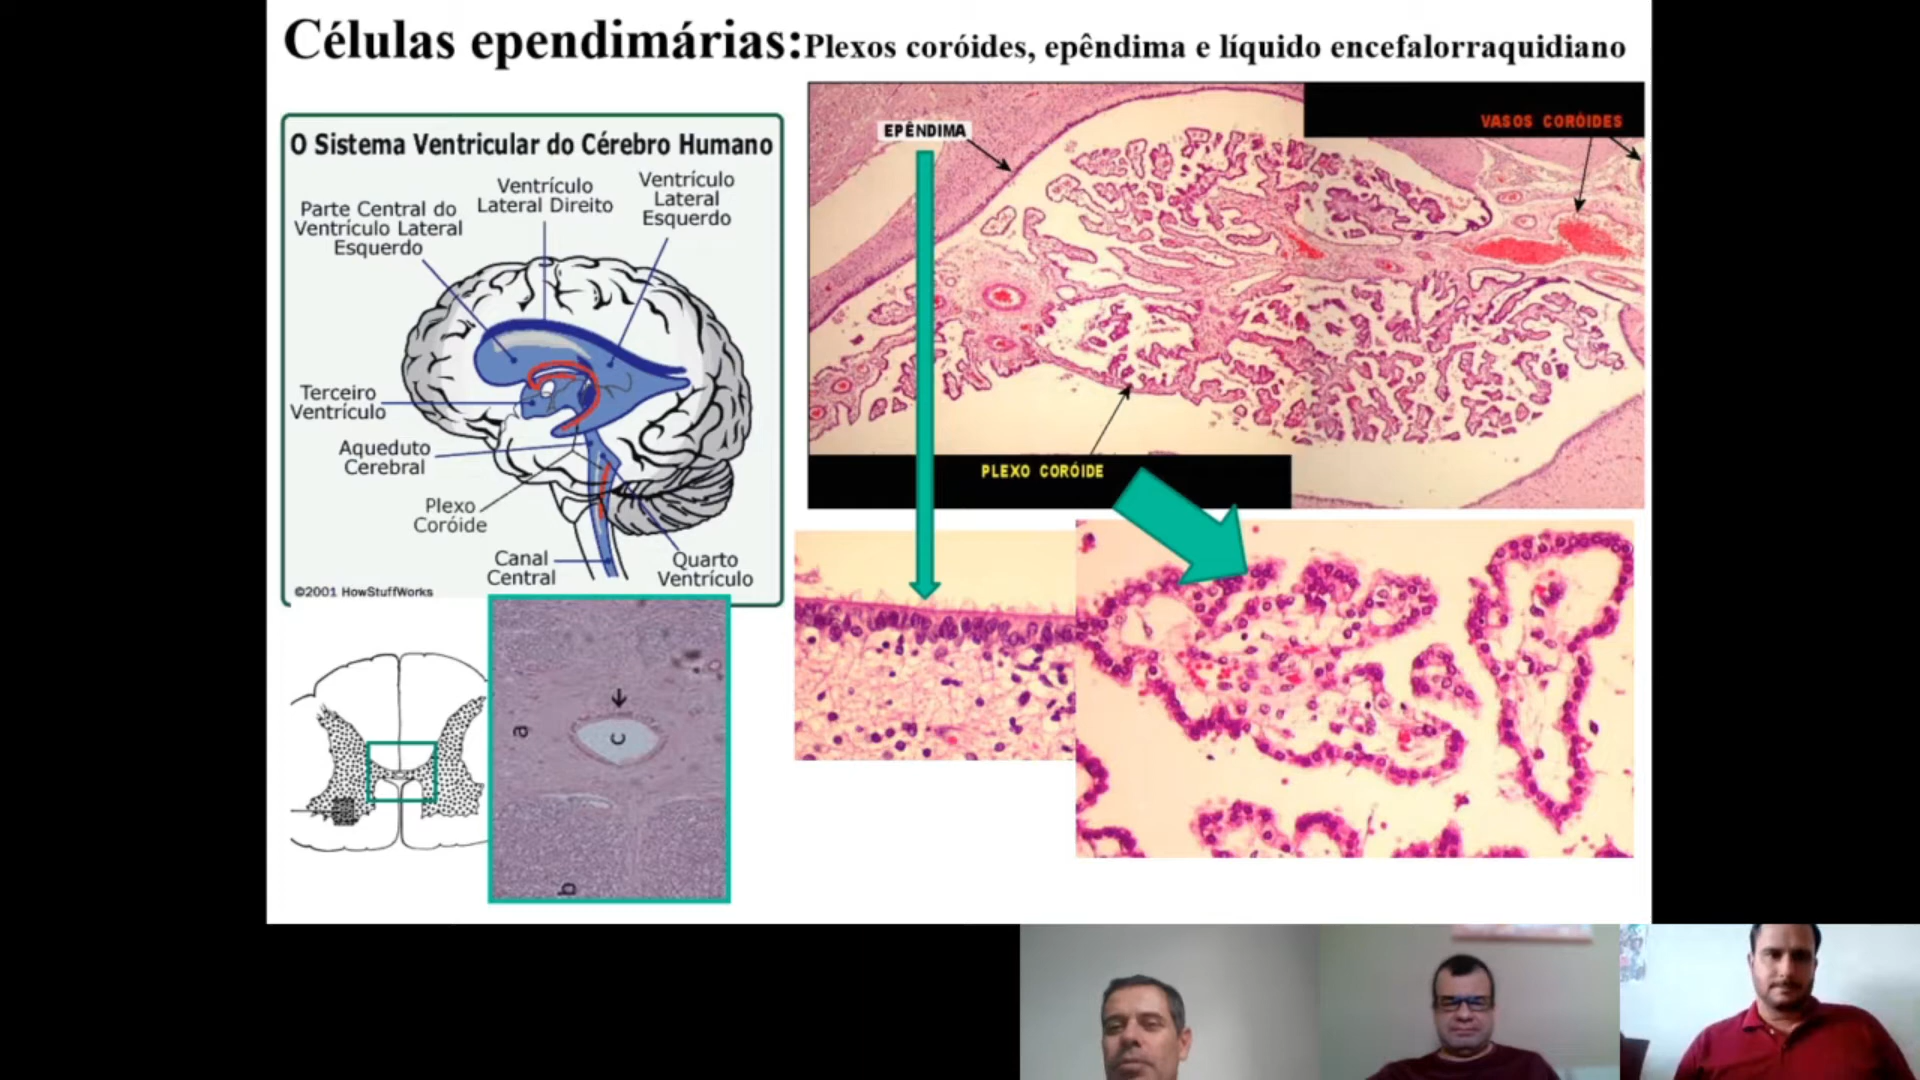 Células ependimárias:Plexos coróides, epêndima e líquido encefalorraquidiano
O Sistema Ventricular do Cérebro Humano
Parte Central do
Ventrículo Lateral
Esquerdo
Ventrículo
Lateral Direito
Ventrículo
Lateral
Esquerdo
Terceiro
Ventrículo
Aqueduto
Cerebral
Plexo
Coróide
Canal
Central
Quarto
Ventrículo
©2001 HowStuffWorks
EPÊNDIMA
VASOS CORÓIDES
PLEXO CORÓIDE
a
c
b